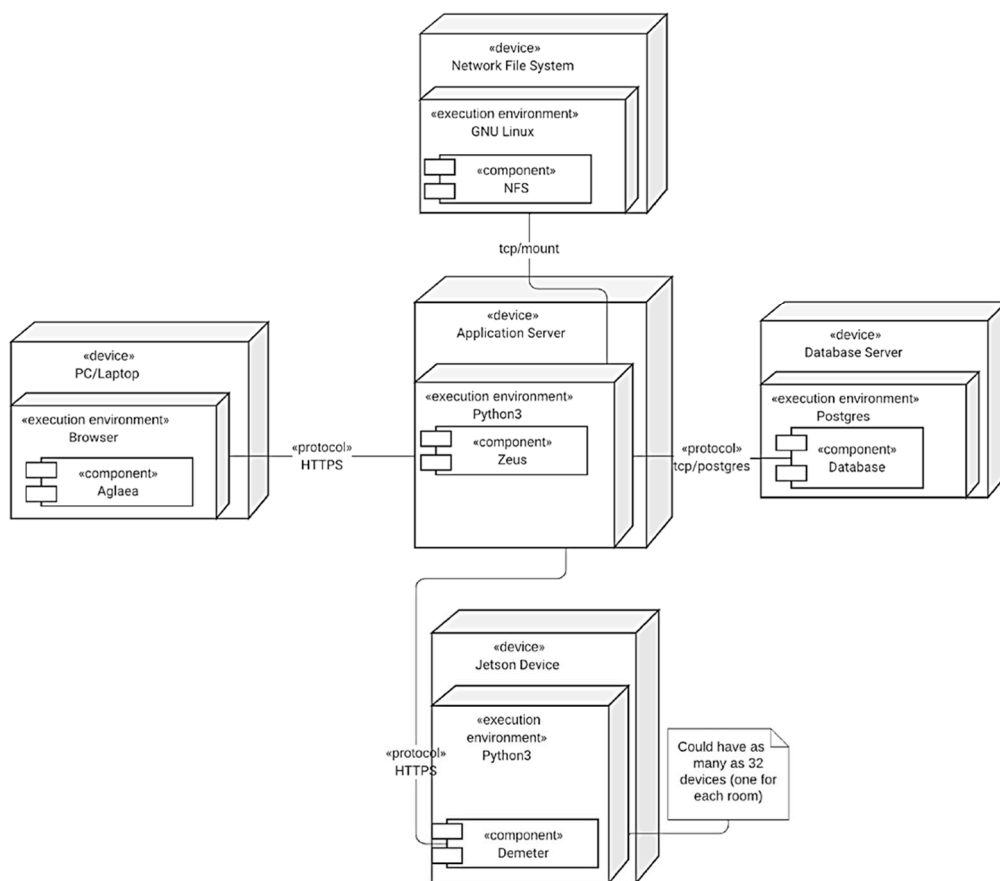 «device»
Network File System
«execution environment»
GNU Linux
«component»
NFS
tcp/mount
«device»
Application Server
«execution environment»
Python3
«component»
Zeus
«device»
PC/Laptop
«execution environment»
Browser
«component»
Aglaea
«protocol»
HTTPS
«protocol»
tcp/postgres
«device»
Database Server
«execution environment»
Postgres
«component»
Database
«device»
Jetson Device
«execution
environment»
Python3
«component»
Demeter
«protocol»
HTTPS
Could have as
many as 32
devices (one for
each room)